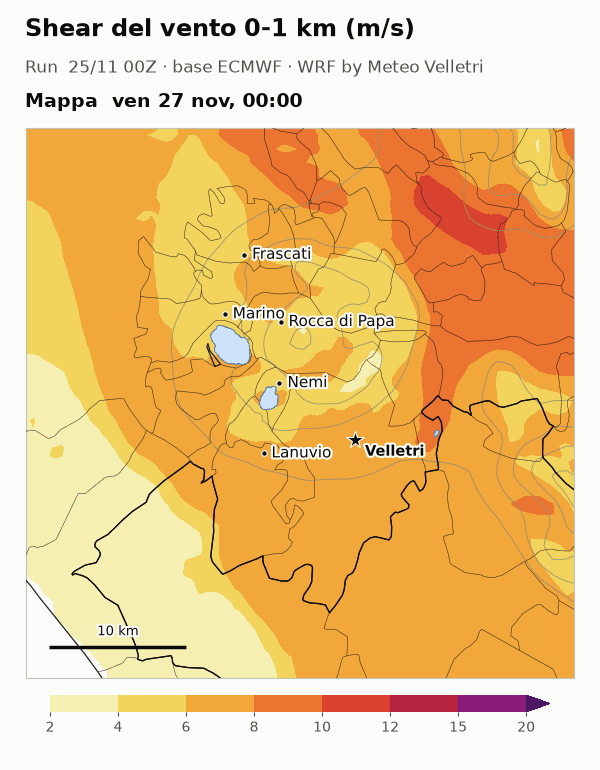 Shear del vento 0-1 km (m/s)
Run  25/11 00Z · base ECMWF · WRF by Meteo Velletri
Mappa  ven 27 nov, 00:00
Frascati
Marino
Rocca di Papa
Nemi
Velletri
Lanuvio
10 km
2 4 6 8 10 12 15 20